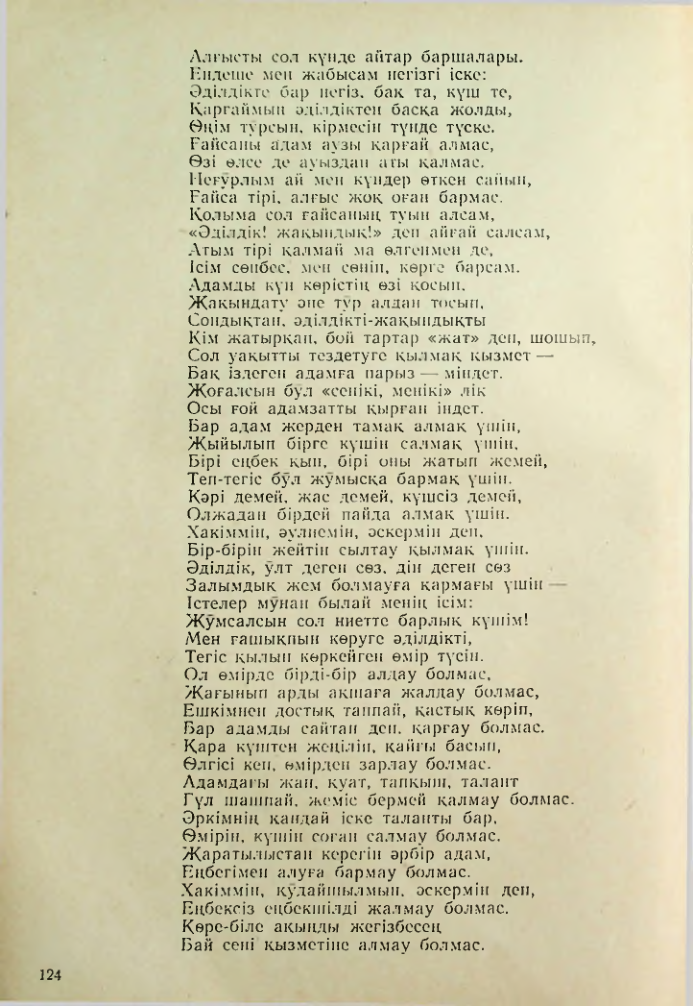 Алғысты сол күнде айтар баршалары.
Ендеше мен жабысам негізгі іске:
Әділдікте бар негіз, бақ та, күш те,
Қарғаймын әділдіктен басқа жолды,
Өңім тұрсын, кірмесін түнде түске.
Ғайсаны адам аузы қарғай алмас,
Өзі өлсе де ауыздан аты қалмас.
Неғұрлым ай мен күндер өткен сайын,
Ғайса тірі, алғыс жоқ оған бармас.
Қолыма сол ғайсаның туын алсам,
«Әділдік! жақындық!» деп айғай салсам,
Атым тірі қалмай ма өлгенмен де,
Ісім сөнбес, мен сөніп, көрге барсам.
Адамды күн көрістің өзі қосып,
Жақындату әне тұр алдан тосып,
Сондықтан, әділдікті-жақындықты
Кім жатырқап, бой тартар «жат» деп, шошып,
Сол уақытты тездетуге қылмақ қызмет —
Бақ іздеген адамға парыз — міндет.
Жоғалсын бұл «сенікі, менікі» лік
Осы ғой адамзатты қырған індет.
Бар адам жерден тамақ алмақ үшін,
Жыйылып бірге күшін салмақ үшін,
Бірі еңбек қып, бірі оны жатып жемей,
Теп-тегіс бұл жұмысқа бармақ үшін.
Кәрі демей, жас демей, күшсіз демей,
Олжадан бірдей пайда алмақ үшін.
Хакіммін, әулнемін, әскермін деп,
Бір-бірін жейтін сылтау қылмақ үшін.
Әділдік, ұлт деген сөз, дін деген сөз
Залымдық жем болмауға қармағы үшін —
Істелер мұнан былай менің ісім:
Жұмсалсын сол ниетте барлық күшім!
Мен ғашықпын көруге әділдікті,
Тегіс қылып көркейген өмір түсін.
Ол өмірде бірді-бір алдау болмас,
Жағынып арды ақшаға жалдау болмас,
Ешкімнен достық таппай, қастық көріп,
Бар адамды сайтан деп, қарғау болмас.
Қара күштен жеңіліп, қайғы басып,
Өлгісі кеп, өмірден зарлау болмас.
Адамдағы жан, қуат, тапқыш, талант
Гүл шашпай, жеміс бермей қалмау болмас.
Әркімнің қандай іске таланты бар,
Өмірін, күшін соған салмау болмас.
Жаратылыстан керегін әрбір адам,
Еңбегімен алуға бармау болмас.
Хакіммін, құдайшылмын, әскермін деп,
Еңбексіз еңбекшілді жалмау болмас.
Көре-біле ақыңды жегізбесең
Бай сені қызметіне алмау болмас.
124